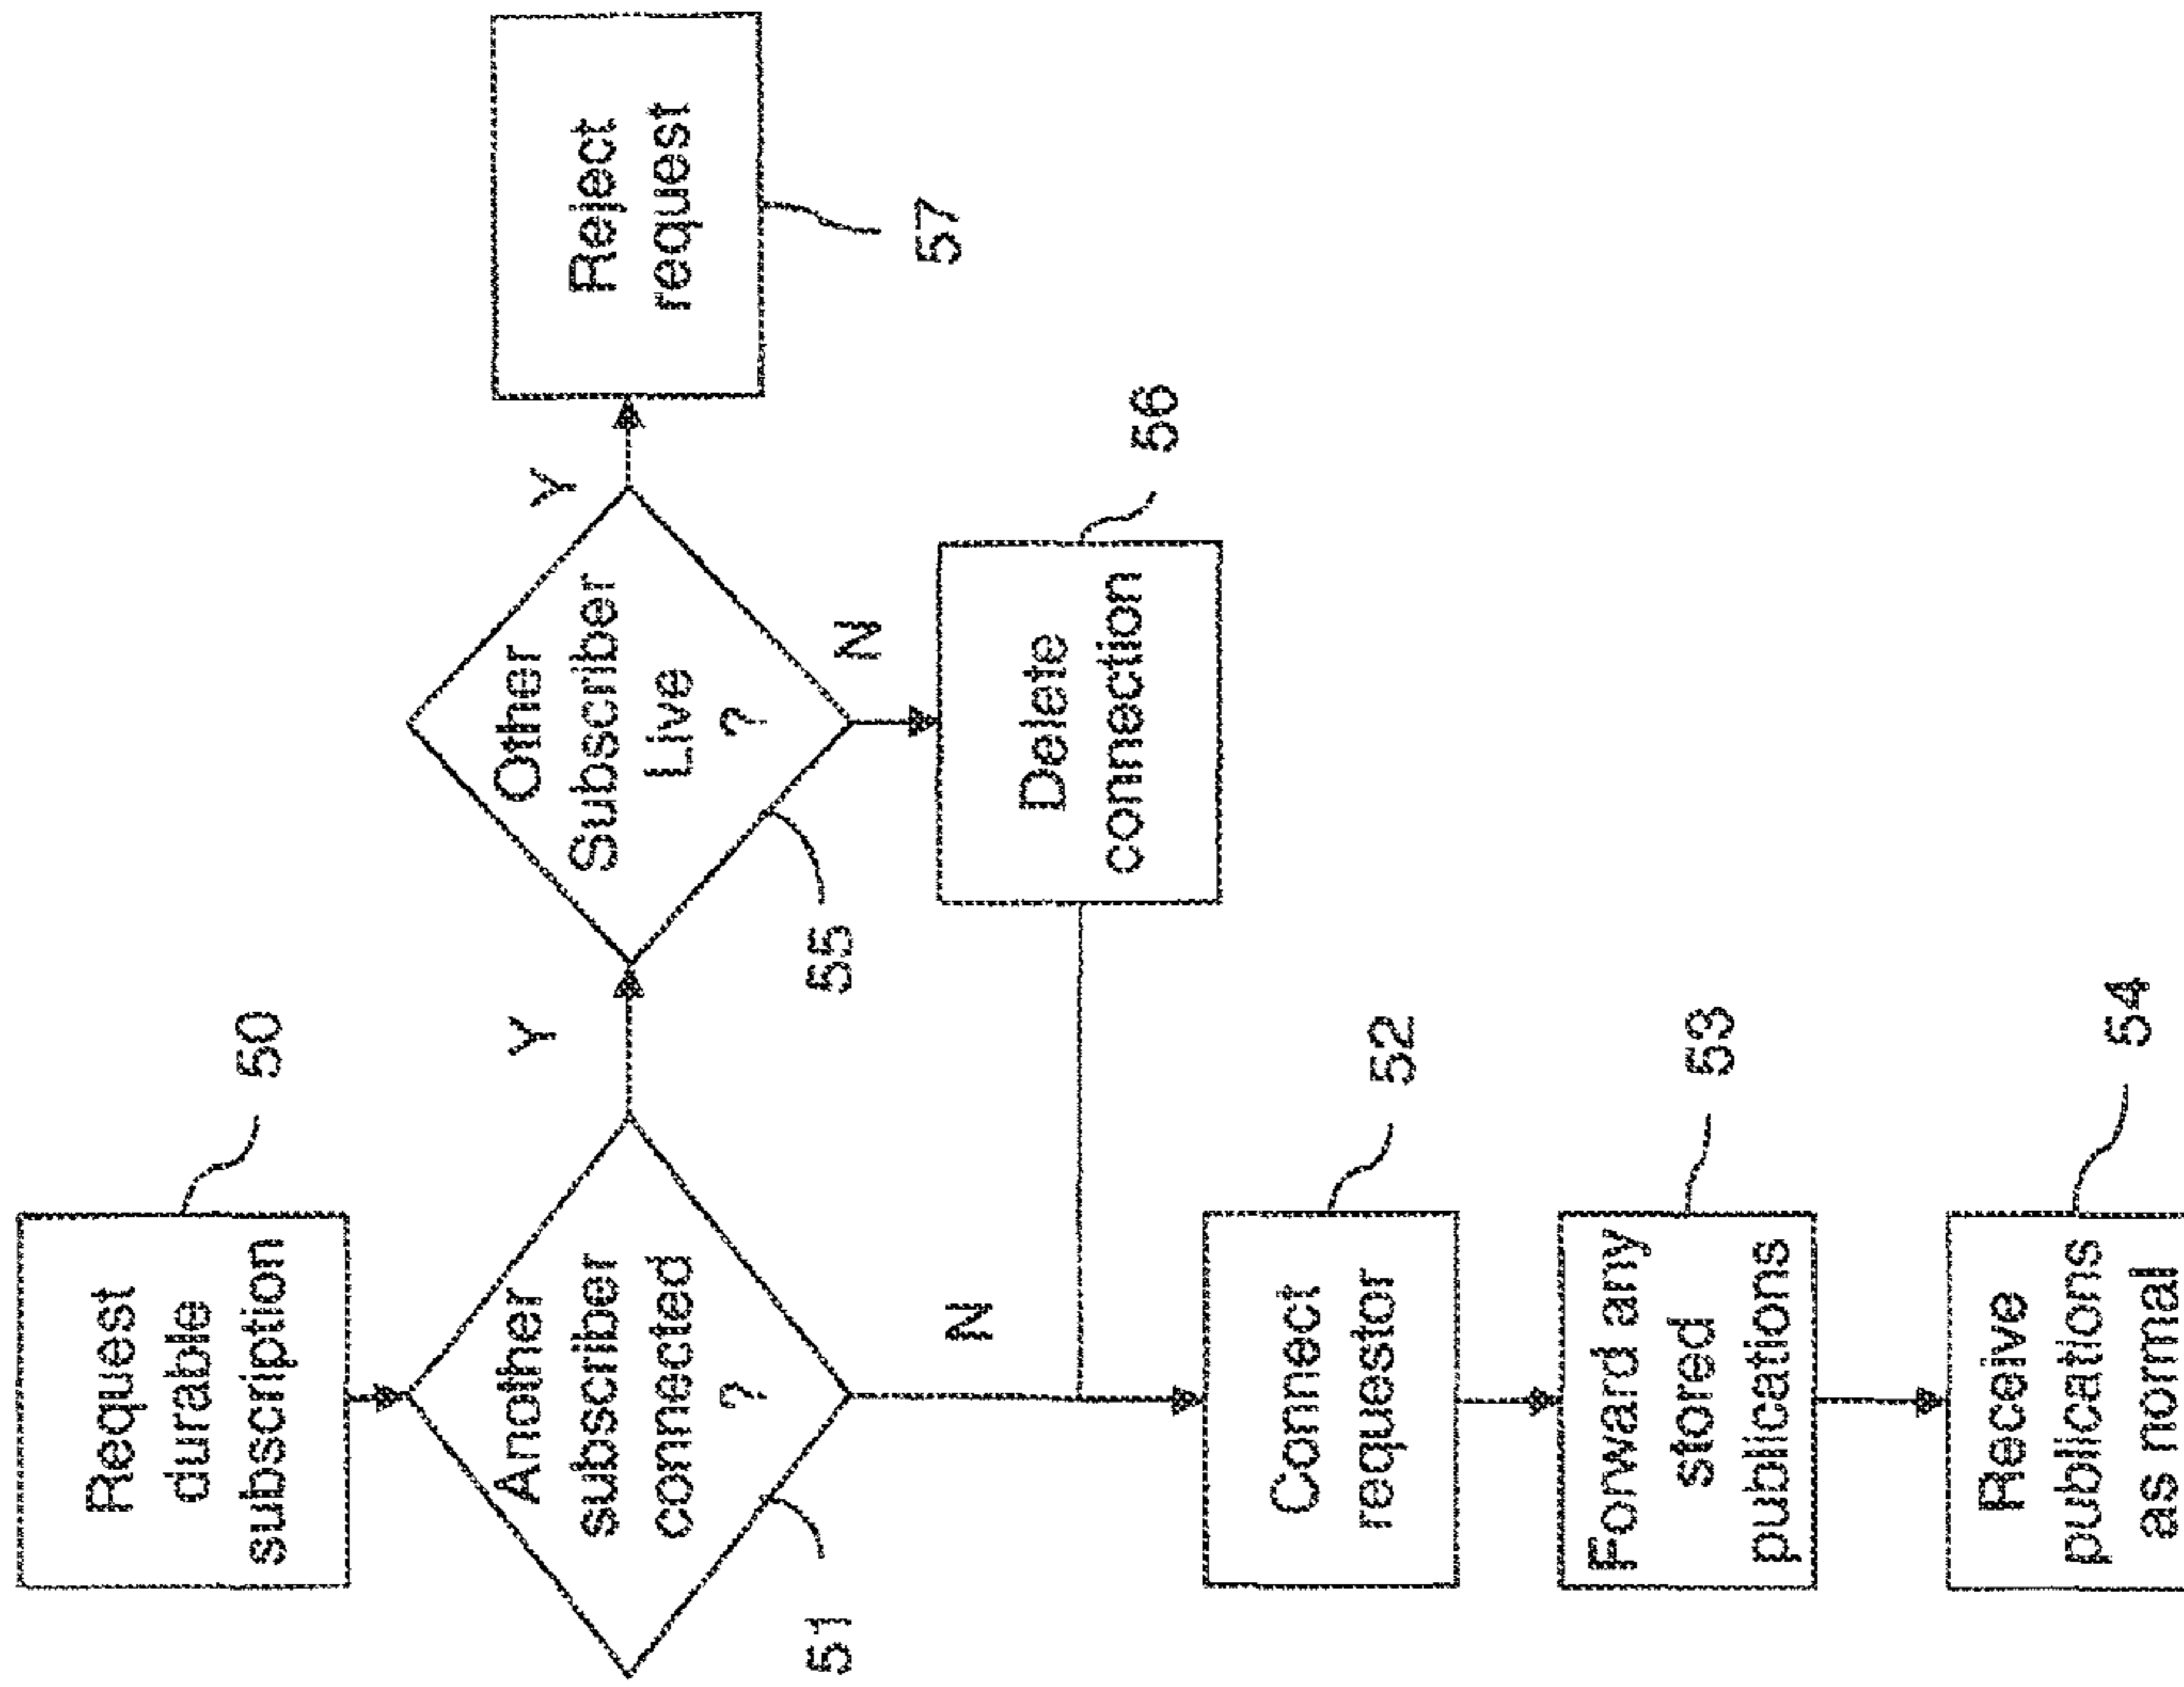 Request
durable
subscription
50
Another
subscriber
connected
?
51
Y
Other
Subscriber
Live
?
55
Y
Reject
request
57
N
Delete
connection
56
N
Connect
requestor
52
Forward any
stored
publications
53
Receive
publications
as normal
54